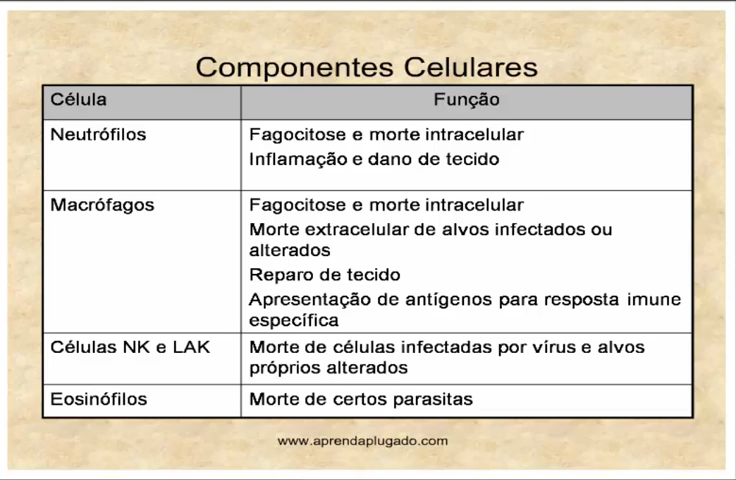 Componentes Celulares
Célula
Função
Neutrófilos
Fagocitose e morte intracelular
Inflamação e dano de tecido
Macrófagos
Fagocitose e morte intracelular
Morte extracelular de alvos infectados ou
alterados
Reparo de tecido
Apresentação de antígenos para resposta imune
específica
Células NK e LAK
Morte de células infectadas por vírus e alvos
próprios alterados
Eosinófilos
Morte de certos parasitas
www.aprendaplugado.com